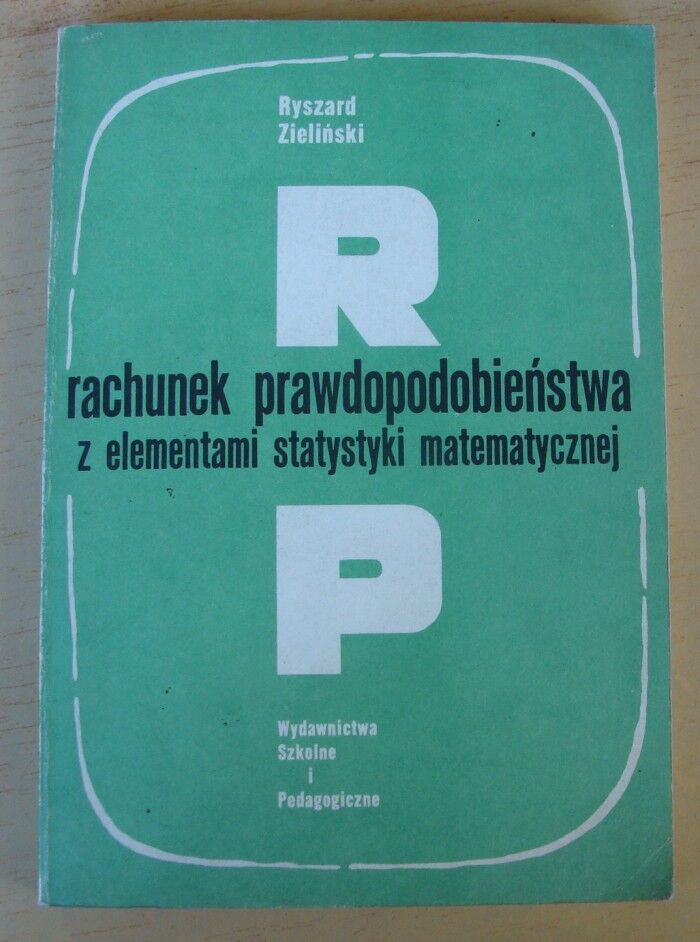 Ryszard
Zieliński
R
rachunek prawdopodobieństwa
z elementami statystyki matematycznej
P
Wydawnictwa
Szkolne
i
Pedagogiczne